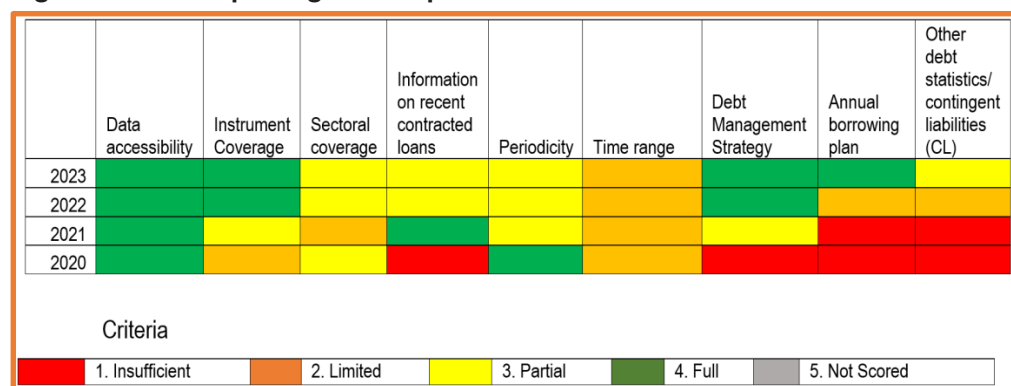 Data
accessibility
Instrument
Coverage
Sectoral
coverage
Information
on recent
contracted
loans
Periodicity
Time range
Debt
Management
Strategy
Annual
borrowing
plan
Other
debt
statistics/
contingent
liabilities
(CL)
2023
2022
2021
2020
Criteria
1. Insufficient
2. Limited
3. Partial
4. Full
5. Not Scored